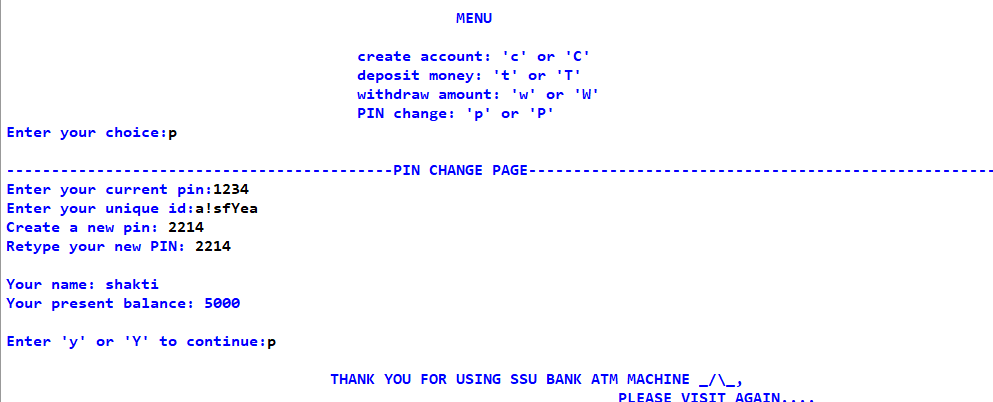 MENU
create account: 'c' or 'C'
deposit money: 't' or 'T'
withdraw amount: 'w' or 'W'
PIN change: 'p' or 'P'
Enter your choice:p
-------------------------------------------PIN CHANGE PAGE----------------------------------------------------
Enter your current pin:1234
Enter your unique id:a!sfYea
Create a new pin: 2214
Retype your new PIN: 2214
Your name: shakti
Your present balance: 5000
Enter 'y' or 'Y' to continue:p
THANK YOU FOR USING SSU BANK ATM MACHINE _/\_,
PLEASE VISIT AGAIN....